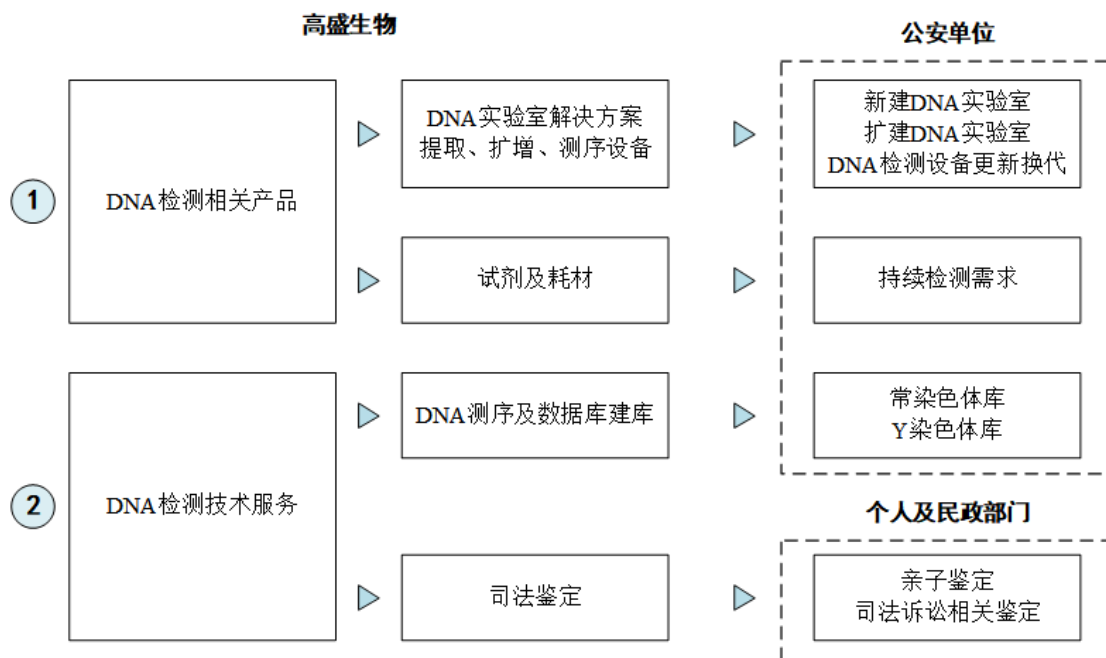 高盛生物
公安单位
1
DNA检测相关产品
DNA实验室解决方案
提取、扩增、测序设备
新建DNA实验室
扩建DNA实验室
DNA检测设备更新换代
试剂及耗材
持续检测需求
2
DNA检测技术服务
DNA测序及数据库建库
常染色体库
Y染色体库
个人及民政部门
司法鉴定
亲子鉴定
司法诉讼相关鉴定